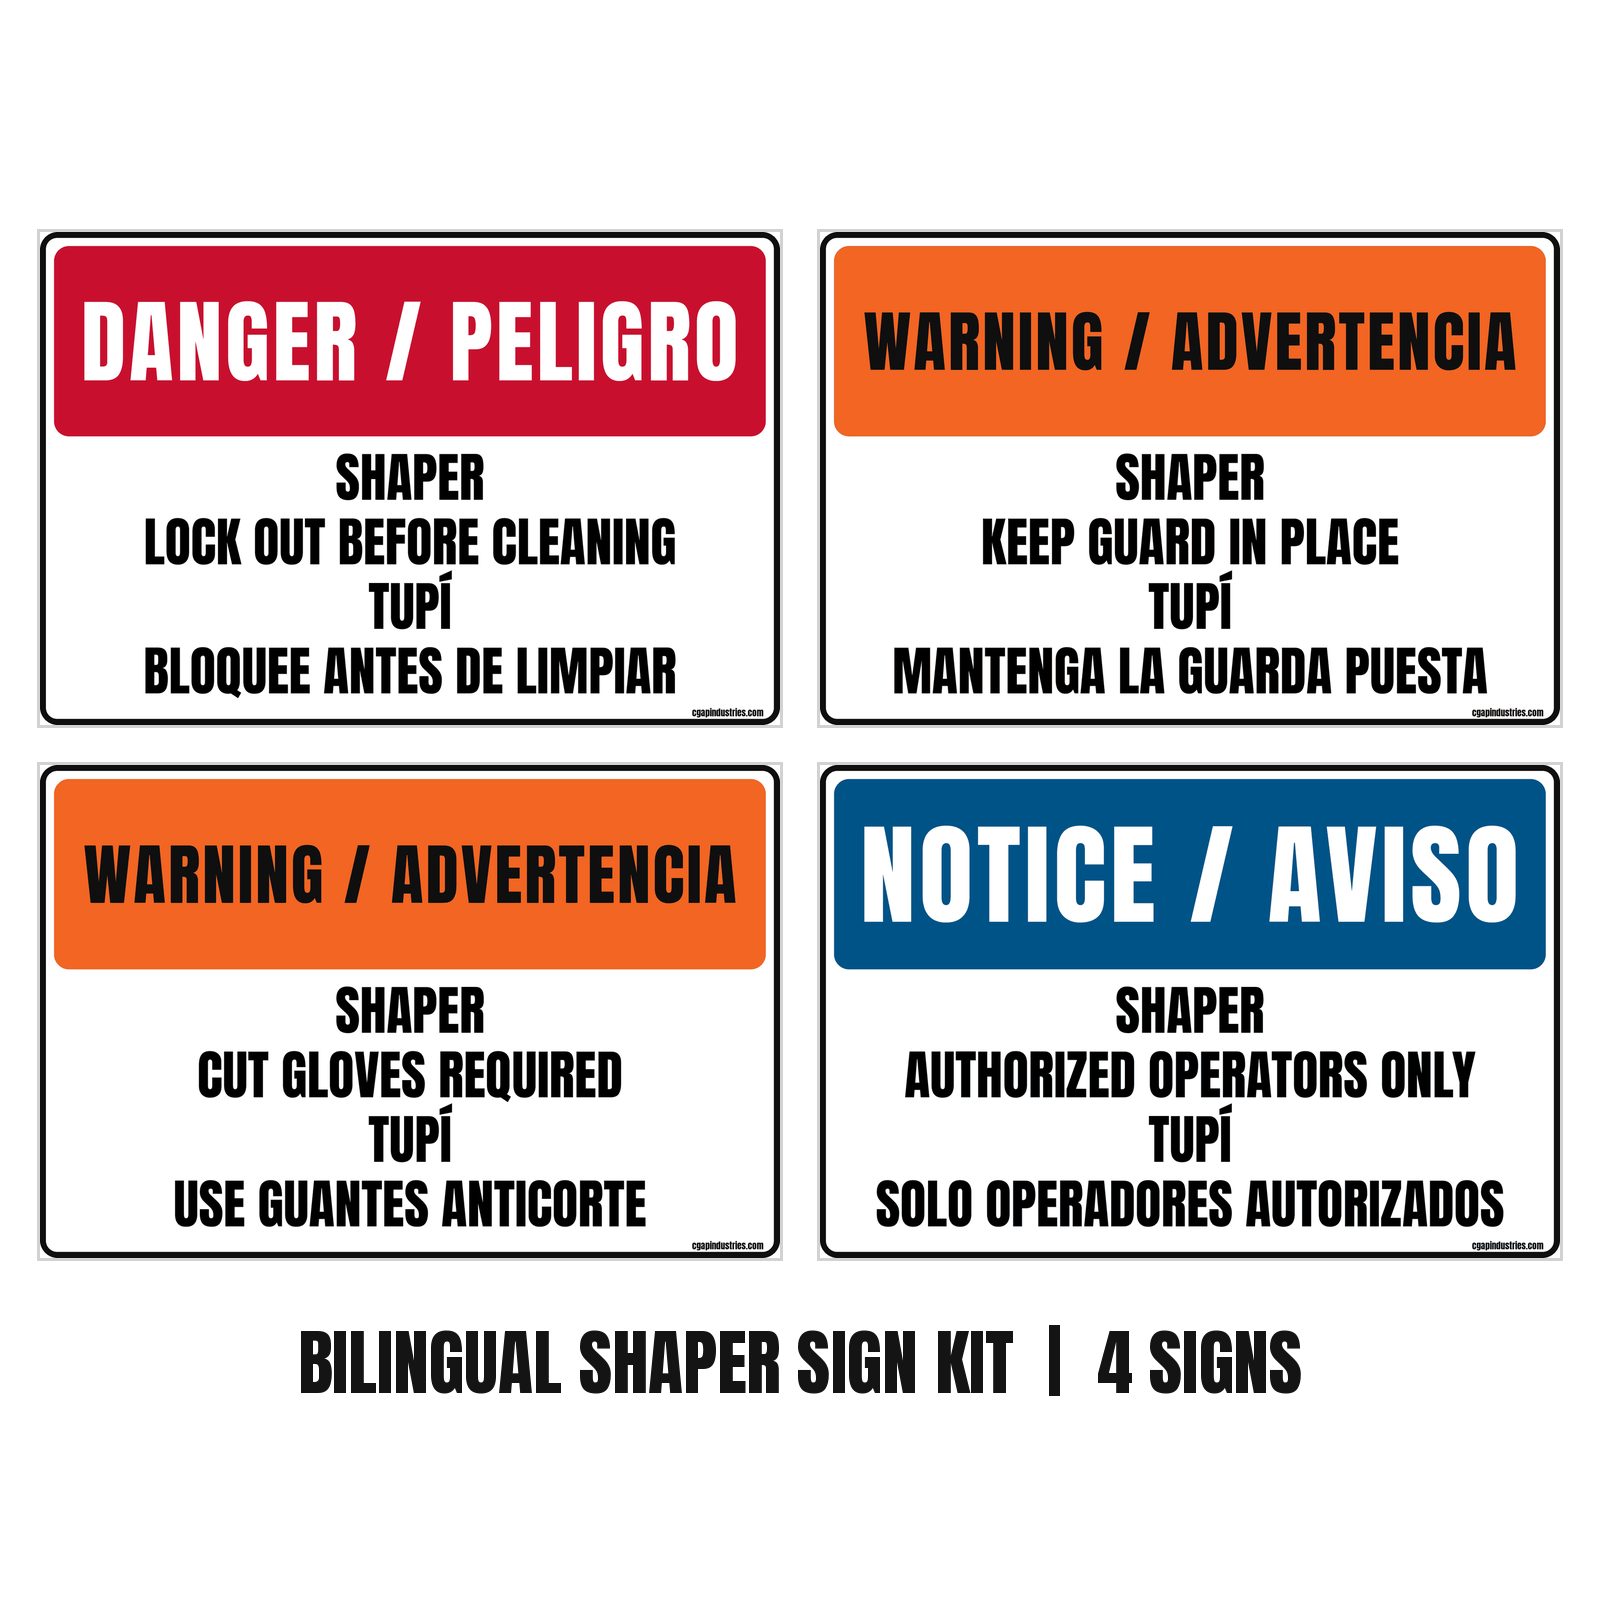 DANGER / PELIGRO
SHAPER
LOCK OUT BEFORE CLEANING
TUPÍ
BLOQUEE ANTES DE LIMPIAR
cgapindustries.com
WARNING / ADVERTENCIA
SHAPER
KEEP GUARD IN PLACE
TUPÍ
MANTENGA LA GUARDA PUESTA
cgapindustries.com
WARNING / ADVERTENCIA
SHAPER
CUT GLOVES REQUIRED
TUPÍ
USE GUANTES ANTICORTE
cgapindustries.com
NOTICE / AVISO
SHAPER
AUTHORIZED OPERATORS ONLY
TUPÍ
SOLO OPERADORES AUTORIZADOS
cgapindustries.com
BILINGUAL SHAPER SIGN KIT | 4 SIGNS